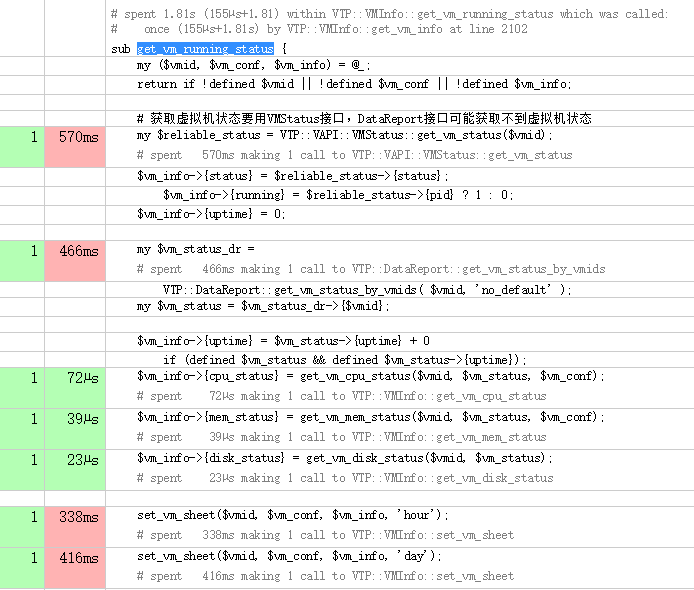 # spent 1.81s (155µs+1.81) within VTP::VMInfo::get_vm_running_status which was called:
# once (155µs+1.81s) by VTP::VMInfo::get_vm_info at line 2102
sub get_vm_running_status {
my ($vmid, $vm_conf, $vm_info) = @_;
return if !defined $vmid || !defined $vm_conf || !defined $vm_info;
# 获取虚拟机状态要用VMStatus接口，DataReport接口可能获取不到虚拟机状态
1 570ms my $reliable_status = VTP::VAPI::VMStatus::get_vm_status($vmid);
# spent 570ms making 1 call to VTP::VAPI::VMStatus::get_vm_status
$vm_info->{status} = $reliable_status->{status};
$vm_info->{running} = $reliable_status->{pid} ? 1 : 0;
$vm_info->{uptime} = 0;
1 466ms my $vm_status_dr =
# spent 466ms making 1 call to VTP::DataReport::get_vm_status_by_vmids
VTP::DataReport::get_vm_status_by_vmids( $vmid, 'no_default' );
my $vm_status = $vm_status_dr->{$vmid};
$vm_info->{uptime} = $vm_status->{uptime} + 0
if (defined $vm_status && defined $vm_status->{uptime});
1 72µs $vm_info->{cpu_status} = get_vm_cpu_status($vmid, $vm_status, $vm_conf);
# spent 72µs making 1 call to VTP::VMInfo::get_vm_cpu_status
1 39µs $vm_info->{mem_status} = get_vm_mem_status($vmid, $vm_status, $vm_conf);
# spent 39µs making 1 call to VTP::VMInfo::get_vm_mem_status
1 23µs $vm_info->{disk_status} = get_vm_disk_status($vmid, $vm_status);
# spent 23µs making 1 call to VTP::VMInfo::get_vm_disk_status
1 338ms set_vm_sheet($vmid, $vm_conf, $vm_info, 'hour');
# spent 338ms making 1 call to VTP::VMInfo::set_vm_sheet
1 416ms set_vm_sheet($vmid, $vm_conf, $vm_info, 'day');
# spent 416ms making 1 call to VTP::VMInfo::set_vm_sheet